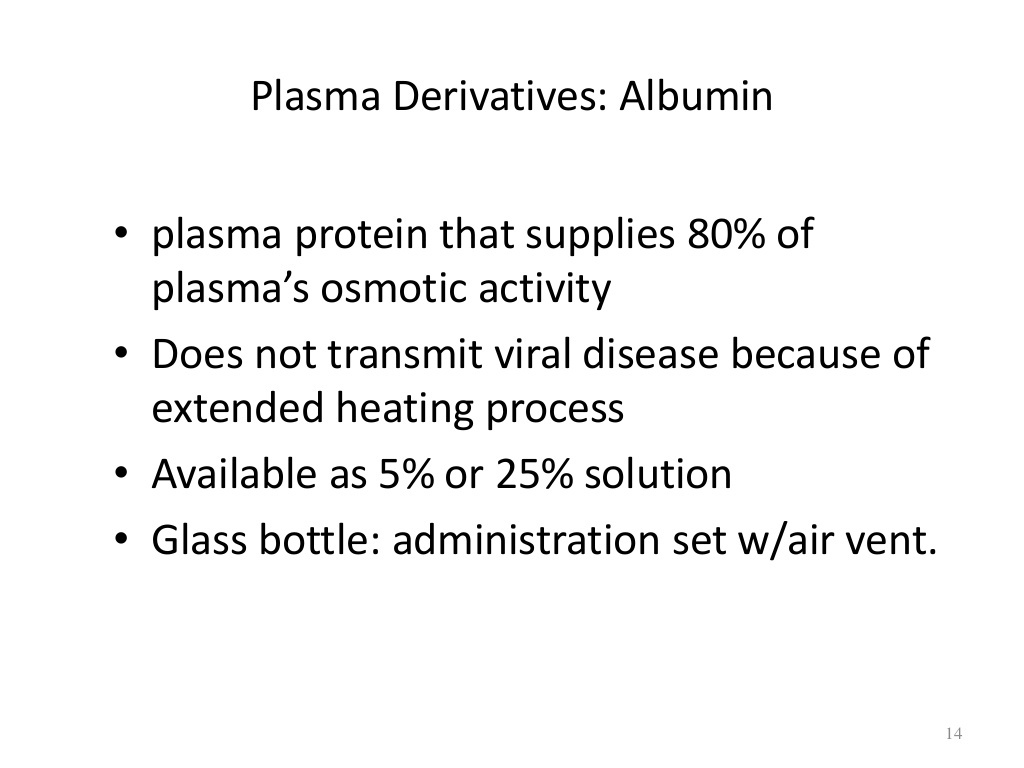 Plasma Derivatives: Albumin
• plasma protein that supplies 80% of
plasma’s osmotic activity
• Does not transmit viral disease because of
extended heating process
• Available as 5% or 25% solution
• Glass bottle: administration set w/air vent.
14